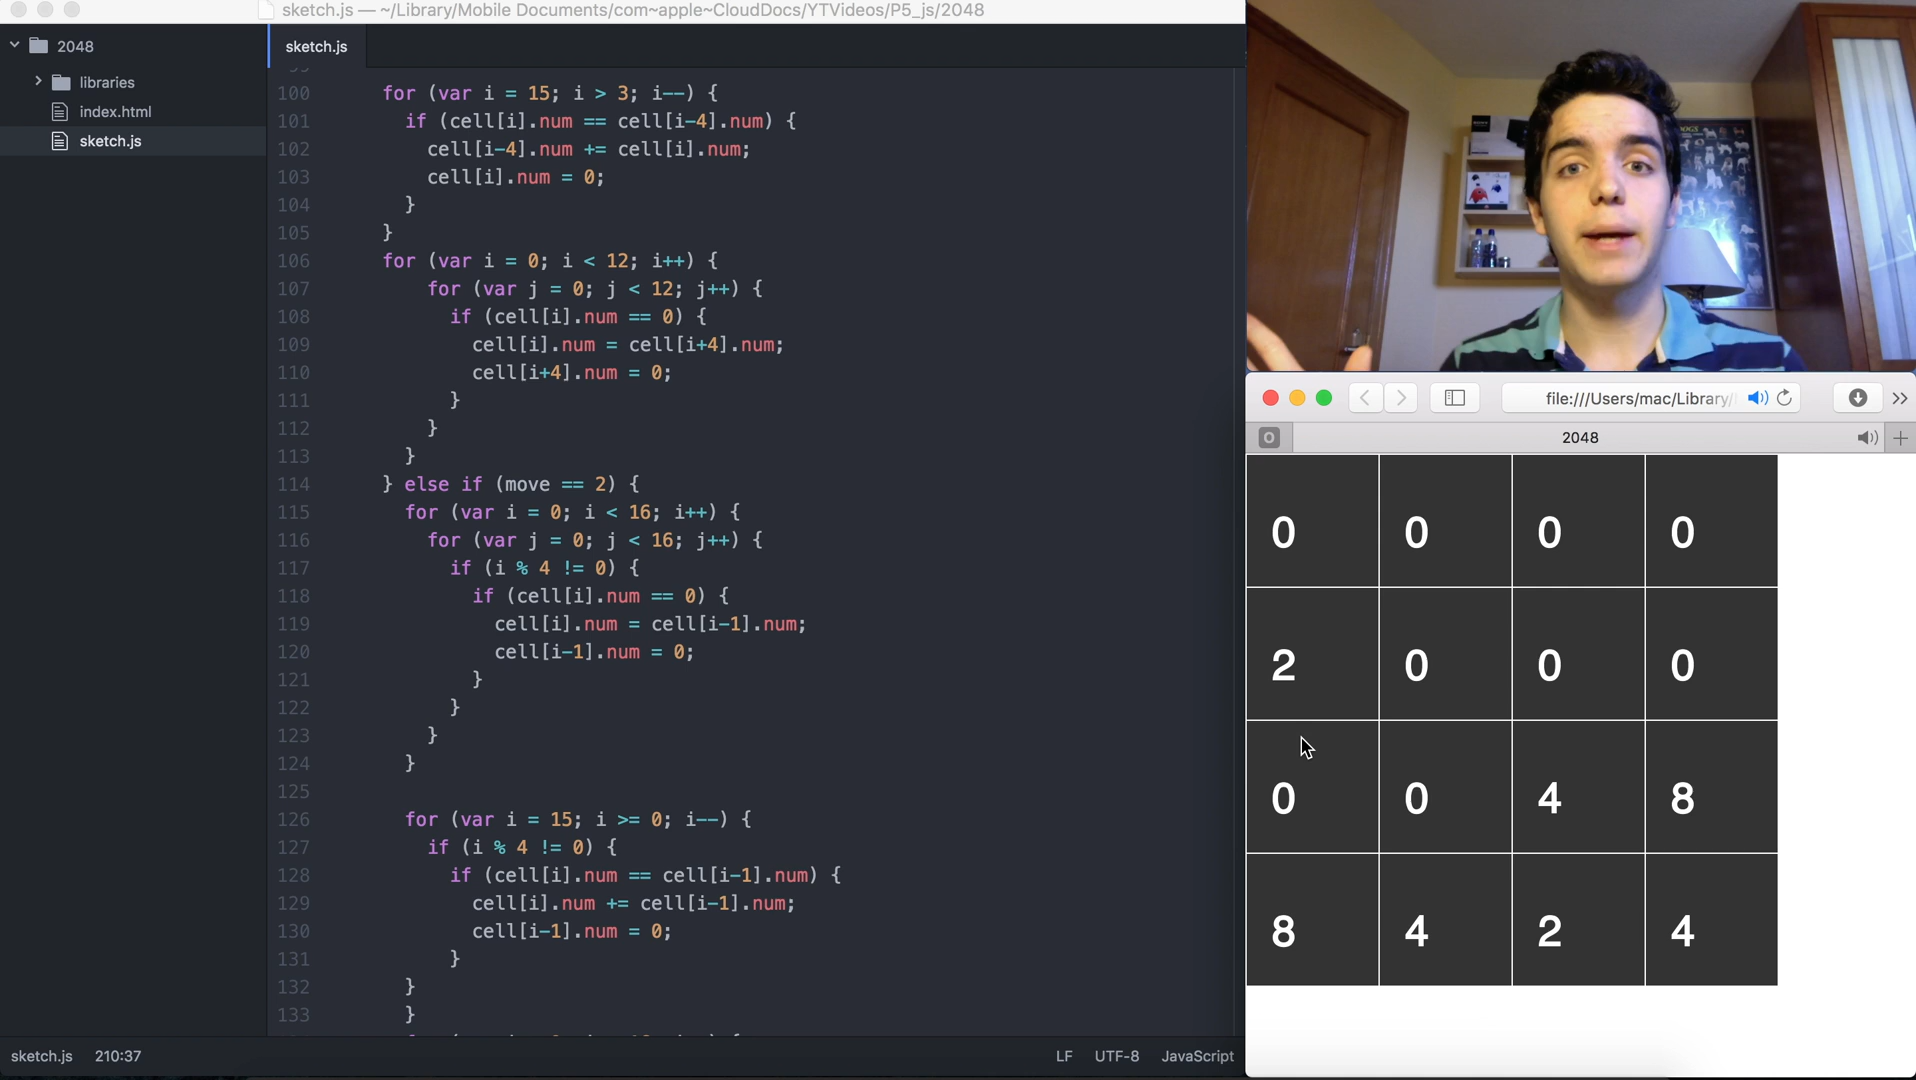 sketch.js — ~/Library/Mobile Documents/com~apple~CloudDocs/YTVideos/P5_js/2048
2048
libraries
index.html
sketch.js
sketch.js
100 for (var i = 15; i > 3; i--) {
101 if (cell[i].num == cell[i-4].num) {
102 cell[i-4].num += cell[i].num;
103 cell[i].num = 0;
104 }
105 }
106 for (var i = 0; i < 12; i++) {
107 for (var j = 0; j < 12; j++) {
108 if (cell[i].num == 0) {
109 cell[i].num = cell[i+4].num;
110 cell[i+4].num = 0;
111 }
112 }
113 }
114 } else if (move == 2) {
115 for (var i = 0; i < 16; i++) {
116 for (var j = 0; j < 16; j++) {
117 if (i % 4 != 0) {
118 if (cell[i].num == 0) {
119 cell[i].num = cell[i-1].num;
120 cell[i-1].num = 0;
121 }
122 }
123 }
124 }
125
126 for (var i = 15; i >= 0; i--) {
127 if (i % 4 != 0) {
128 if (cell[i].num == cell[i-1].num) {
129 cell[i].num += cell[i-1].num;
130 cell[i-1].num = 0;
131 }
132 }
133 }
sketch.js 210:37 LF UTF-8 JavaScript
file:///Users/mac/Library/
O 2048
0 0 0 0
2 0 0 0
0 0 4 8
8 4 2 4